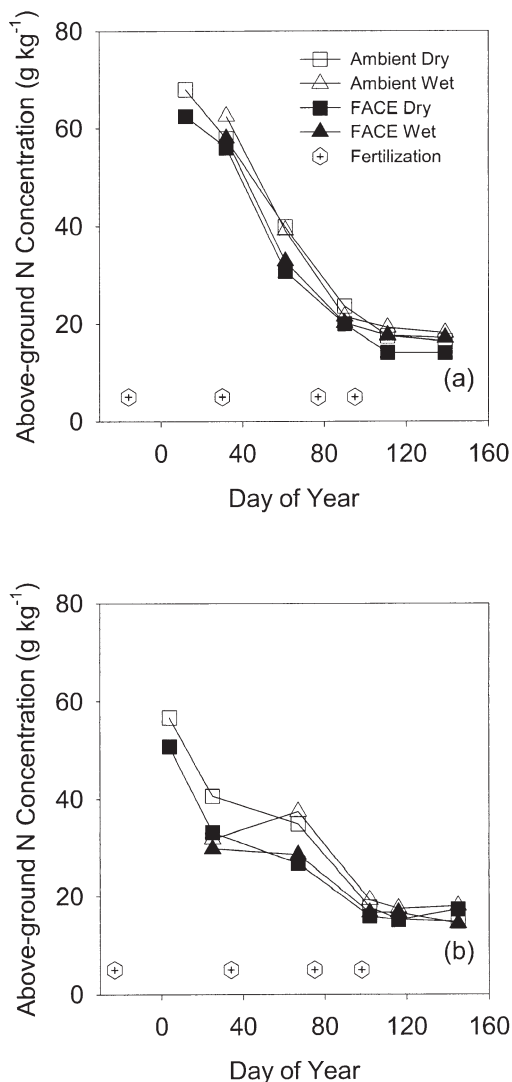 80
60
40
20
0
Above-ground N Concentration (g kg⁻¹)
Ambient Dry
Ambient Wet
FACE Dry
FACE Wet
Fertilization
(a)
0 40 80 120 160
Day of Year
80
60
40
20
0
Above-ground N Concentration (g kg⁻¹)
(b)
0 40 80 120 160
Day of Year